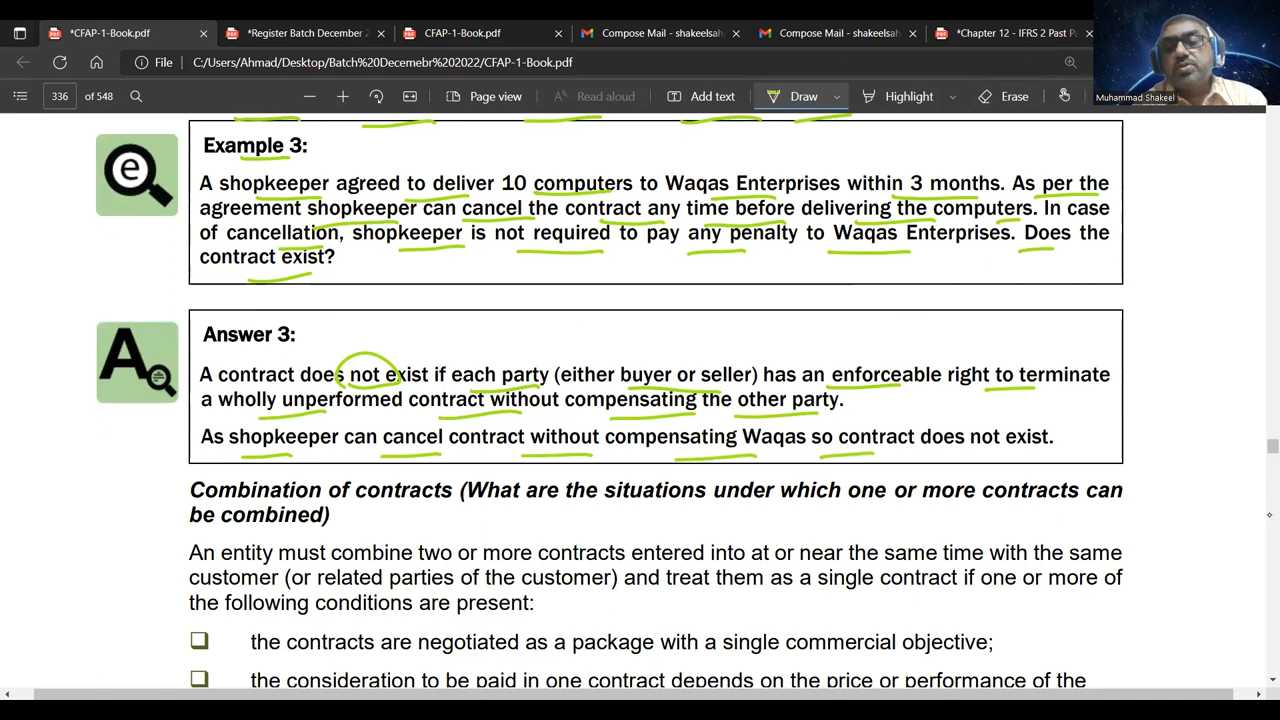 *CFAP-1-Book.pdf
*Register Batch December 2
CFAP-1-Book.pdf
Compose Mail - shakeelsah
Compose Mail - shakeelsah
*Chapter 12 - IFRS 2 Past Pa
File
C:/Users/Ahmad/Desktop/Batch%20Decemebr%202022/CFAP-1-Book.pdf
336 of 548
Page view
Read aloud
Add text
Draw
Highlight
Erase
Muhammad Shakeel
Example 3:
A shopkeeper agreed to deliver 10 computers to Waqas Enterprises within 3 months. As per the
agreement shopkeeper can cancel the contract any time before delivering the computers. In case
of cancellation, shopkeeper is not required to pay any penalty to Waqas Enterprises. Does the
contract exist?
Answer 3:
A contract does not exist if each party (either buyer or seller) has an enforceable right to terminate
a wholly unperformed contract without compensating the other party.
As shopkeeper can cancel contract without compensating Waqas so contract does not exist.
Combination of contracts (What are the situations under which one or more contracts can
be combined)
An entity must combine two or more contracts entered into at or near the same time with the same
customer (or related parties of the customer) and treat them as a single contract if one or more of
the following conditions are present:
the contracts are negotiated as a package with a single commercial objective;
the consideration to be paid in one contract depends on the price or performance of the